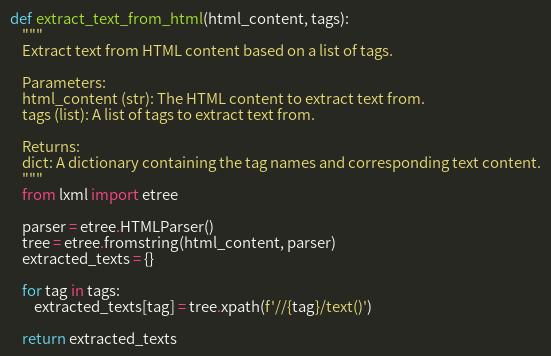 def extract_text_from_html(html_content, tags):
    """
    Extract text from HTML content based on a list of tags.

    Parameters:
    html_content (str): The HTML content to extract text from.
    tags (list): A list of tags to extract text from.

    Returns:
    dict: A dictionary containing the tag names and corresponding text content.
    """
    from lxml import etree

    parser = etree.HTMLParser()
    tree = etree.fromstring(html_content, parser)
    extracted_texts = {}

    for tag in tags:
        extracted_texts[tag] = tree.xpath(f'//{tag}/text()')

    return extracted_texts